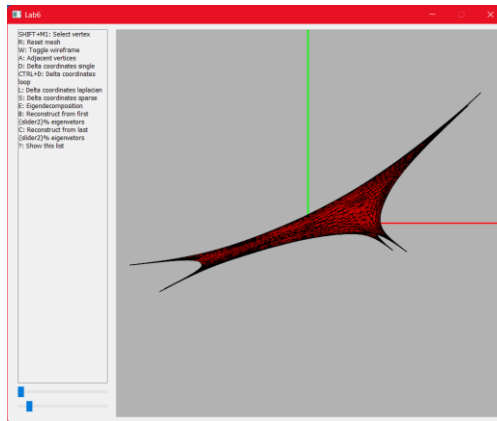 Lab6
SHIFT+M1: Select vertex
R: Reset mesh
W: Toggle wireframe
A: Adjacent vertices
D: Delta coordinates single
CTRL+D: Delta coordinates
loop
L: Delta coordinates laplacian
S: Delta coordinates sparse
E: Eigendecomposition
B: Reconstruct from first
{slider2}% eigenvetors
C: Reconstruct from last
{slider2}% eigenvetors
?: Show this list